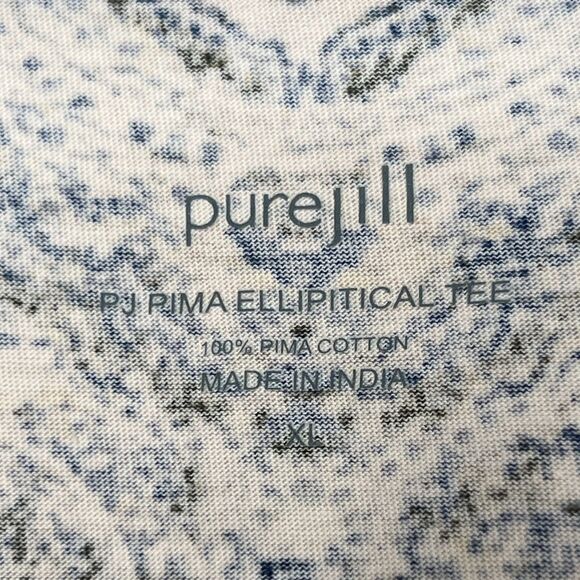 purejill
PJ PIMA ELLIPITICAL TEE
100% PIMA COTTON
MADE IN INDIA
XL